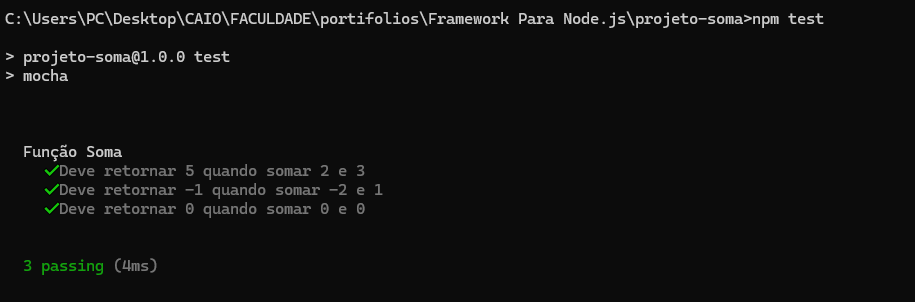 C:\Users\PC\Desktop\CAIO\FACULDADE\portifolios\Framework Para Node.js\projeto-soma>npm test
> projeto-soma@1.0.0 test
> mocha
Função Soma
✓Deve retornar 5 quando somar 2 e 3
✓Deve retornar -1 quando somar -2 e 1
✓Deve retornar 0 quando somar 0 e 0
3 passing (4ms)